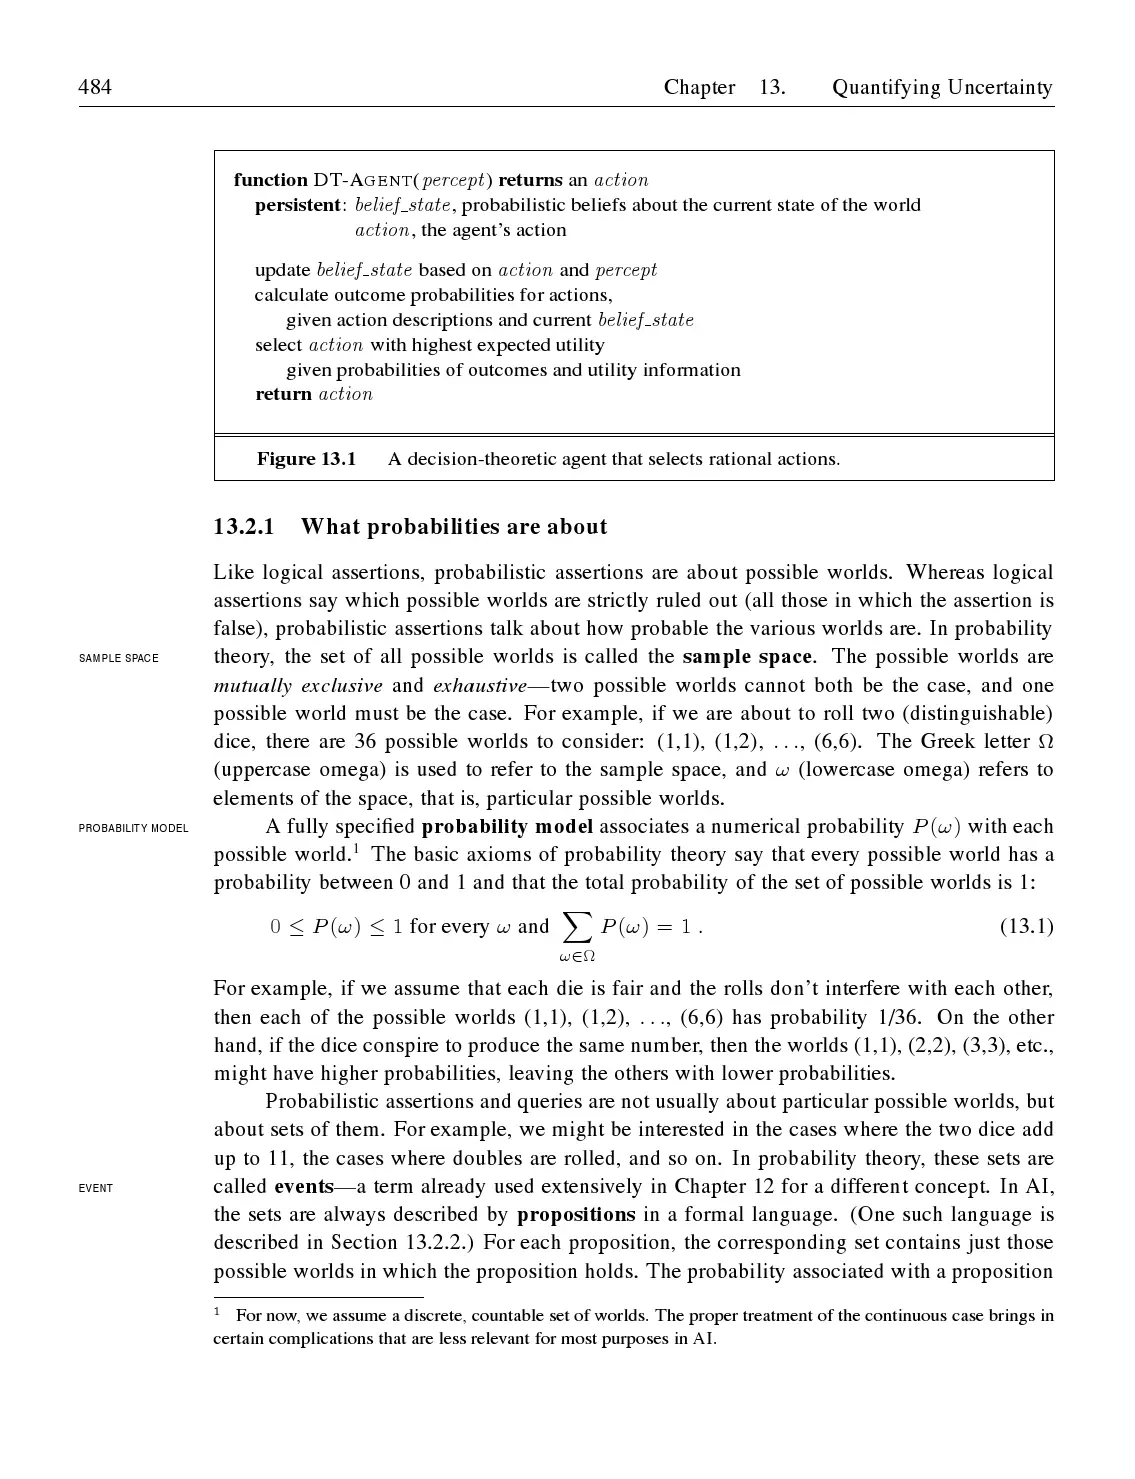 484 Chapter 13. Quantifying Uncertainty
function DT-AGENT(percept) returns an action
persistent: belief_state, probabilistic beliefs about the current state of the world
action, the agent's action
update belief_state based on action and percept
calculate outcome probabilities for actions,
given action descriptions and current belief_state
select action with highest expected utility
given probabilities of outcomes and utility information
return action
Figure 13.1 A decision-theoretic agent that selects rational actions.
13.2.1 What probabilities are about
Like logical assertions, probabilistic assertions are about possible worlds. Whereas logical
assertions say which possible worlds are strictly ruled out (all those in which the assertion is
false), probabilistic assertions talk about how probable the various worlds are. In probability
SAMPLE SPACE theory, the set of all possible worlds is called the sample space. The possible worlds are
mutually exclusive and exhaustive—two possible worlds cannot both be the case, and one
possible world must be the case. For example, if we are about to roll two (distinguishable)
dice, there are 36 possible worlds to consider: (1,1), (1,2), . . ., (6,6). The Greek letter Ω
(uppercase omega) is used to refer to the sample space, and ω (lowercase omega) refers to
elements of the space, that is, particular possible worlds.
PROBABILITY MODEL A fully specified probability model associates a numerical probability P(ω) with each
possible world.¹ The basic axioms of probability theory say that every possible world has a
probability between 0 and 1 and that the total probability of the set of possible worlds is 1:
0 ≤ P(ω) ≤ 1 for every ω and ∑ P(ω) = 1 . (13.1)
ω∈Ω
For example, if we assume that each die is fair and the rolls don't interfere with each other,
then each of the possible worlds (1,1), (1,2), . . ., (6,6) has probability 1/36. On the other
hand, if the dice conspire to produce the same number, then the worlds (1,1), (2,2), (3,3), etc.,
might have higher probabilities, leaving the others with lower probabilities.
Probabilistic assertions and queries are not usually about particular possible worlds, but
about sets of them. For example, we might be interested in the cases where the two dice add
up to 11, the cases where doubles are rolled, and so on. In probability theory, these sets are
EVENT called events—a term already used extensively in Chapter 12 for a different concept. In AI,
the sets are always described by propositions in a formal language. (One such language is
described in Section 13.2.2.) For each proposition, the corresponding set contains just those
possible worlds in which the proposition holds. The probability associated with a proposition
¹ For now, we assume a discrete, countable set of worlds. The proper treatment of the continuous case brings in
certain complications that are less relevant for most purposes in AI.